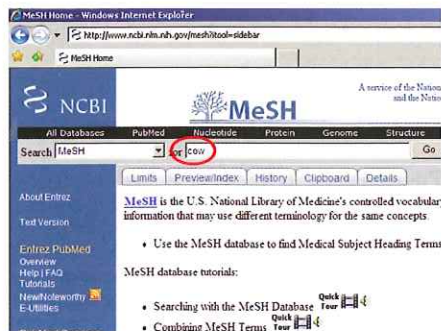 MeSH Home - Windows Internet Explorer
http://www.ncbi.nlm.nih.gov/mesh?itool=sidebar
MeSH Home
NCBI
MeSH
A service of the Nation
and the Natio
All Databases PubMed Nucleotide Protein Genome Structure
Search MeSH for cow Go
Limits Preview/Index History Clipboard Details
About Entrez
Text Version
Entrez PubMed
Overview
Help | FAQ
Tutorials
New/Noteworthy
E-Utilities
MeSH is the U.S. National Library of Medicine's controlled vocabulary
information that may use different terminology for the same concepts.
• Use the MeSH database to find Medical Subject Heading Terms
MeSH database tutorials:
• Searching with the MeSH Database Quick Tour
• Combining MeSH Terms Quick Tour